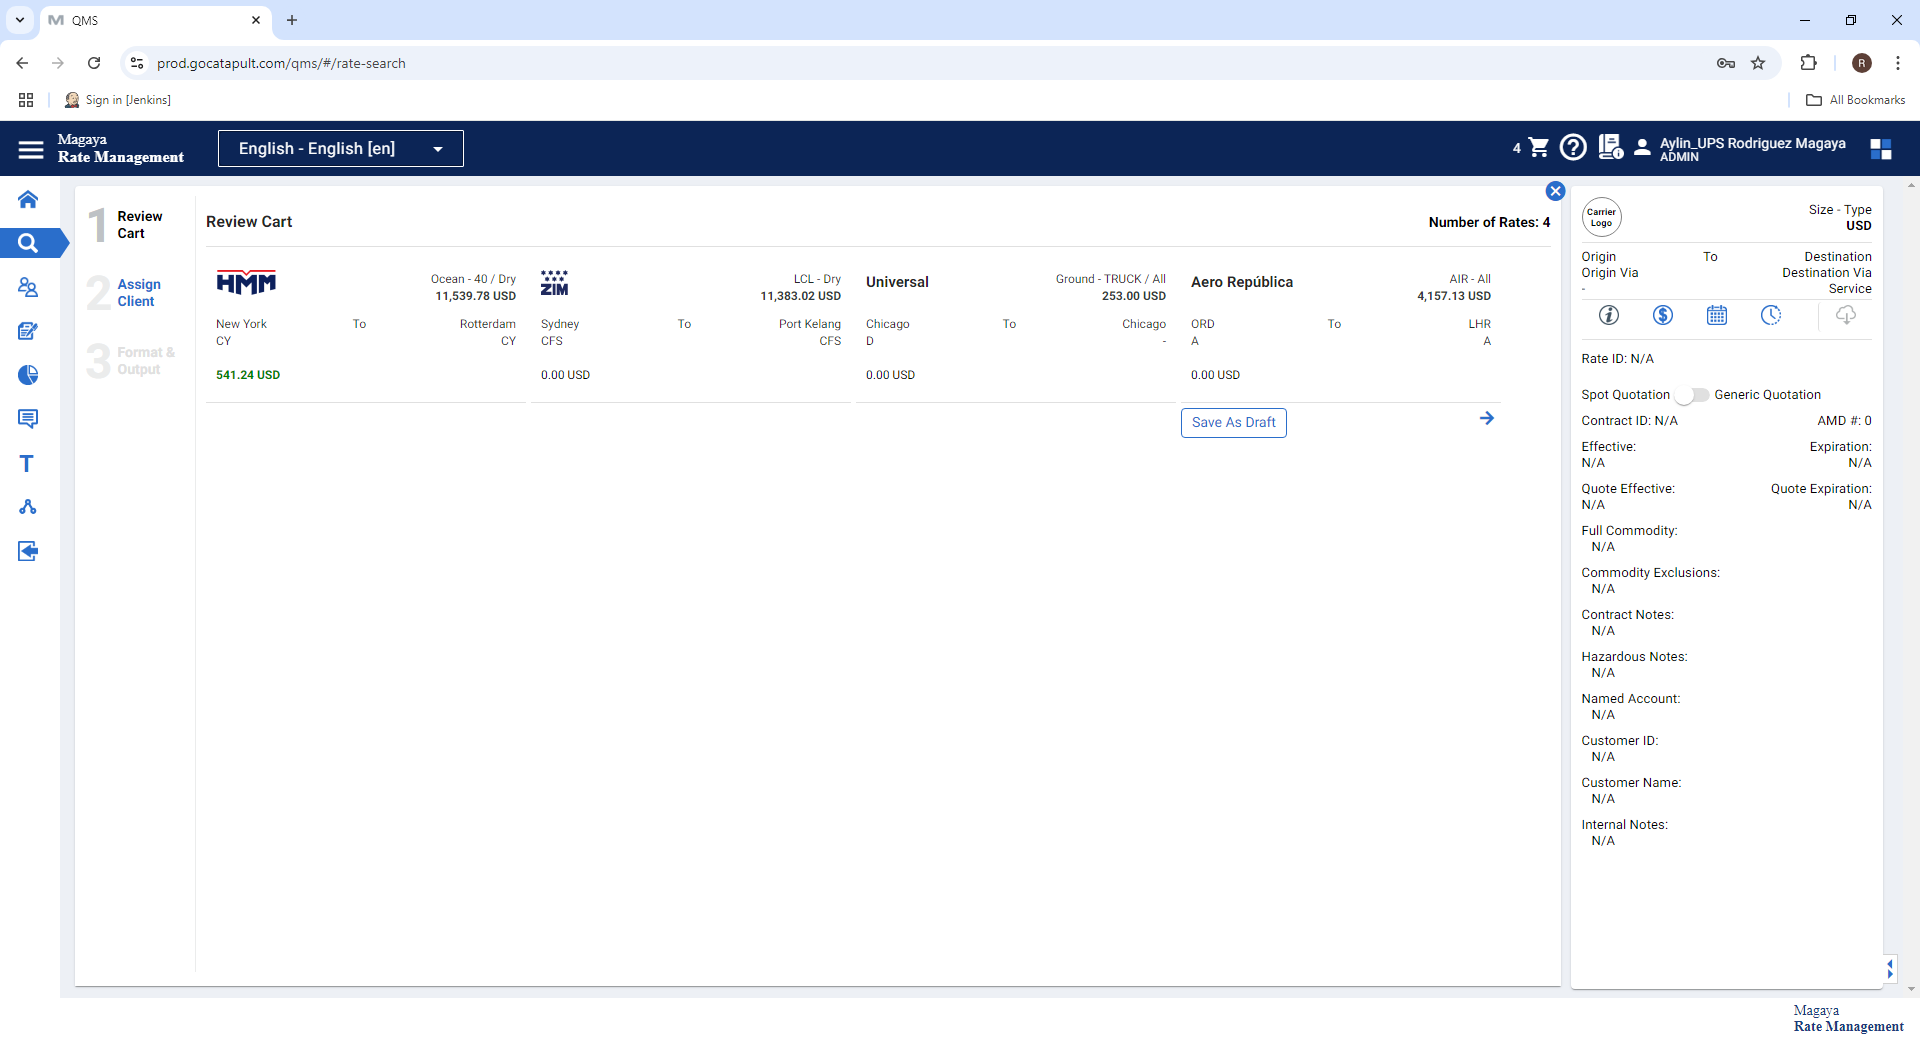 QMS
prod.gocatapult.com/qms/#/rate-search
R
Sign in [Jenkins]
All Bookmarks
Magaya
Rate Management
English - English [en]
4
Aylin_UPS Rodriguez Magaya
ADMIN
1 Review Cart
2 Assign Client
3 Format & Output
Review Cart
Number of Rates: 4
HMM
Ocean - 40 / Dry
11,539.78 USD
New York To Rotterdam
CY CY
541.24 USD
ZIM
LCL - Dry
11,383.02 USD
Sydney To Port Kelang
CFS CFS
0.00 USD
Universal
Ground - TRUCK / All
253.00 USD
Chicago To Chicago
D -
0.00 USD
Aero República
AIR - All
4,157.13 USD
ORD To LHR
A A
0.00 USD
Save As Draft
Carrier Logo
Size - Type
USD
Origin To Destination
Origin Via Destination Via
- Service
Rate ID: N/A
Spot Quotation Generic Quotation
Contract ID: N/A AMD #: 0
Effective: Expiration:
N/A N/A
Quote Effective: Quote Expiration:
N/A N/A
Full Commodity:
N/A
Commodity Exclusions:
N/A
Contract Notes:
N/A
Hazardous Notes:
N/A
Named Account:
N/A
Customer ID:
N/A
Customer Name:
N/A
Internal Notes:
N/A
Magaya
Rate Management